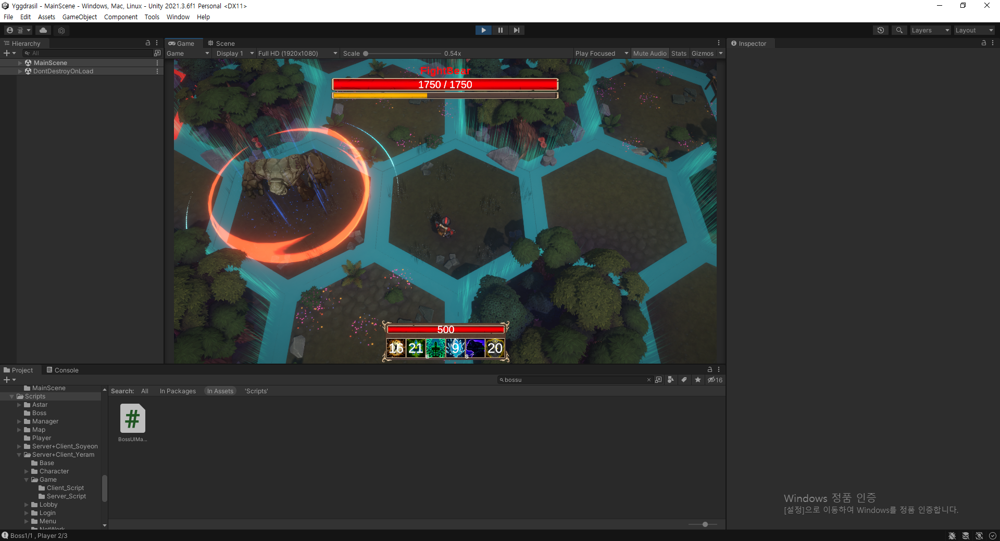 Yggdrasil - MainScene - Windows, Mac, Linux - Unity 2021.3.6f1 Personal <DX11>
File Edit Assets GameObject Component Tools Window Help
Layers Layout
Hierarchy
All
MainScene
DontDestroyOnLoad
Game Scene
Game Display 1 Full HD (1920x1080) Scale 0.54x Play Focused Mute Audio Stats Gizmos
FightBear
1750 / 1750
500
16 21 9 20
E S
Inspector
Project Console
bossu
16
MainScene
Scripts
Astar
Boss
Manager
Map
Player
Server+Client_Soyeon
Server+Client_Yeram
Base
Character
Game
Client_Script
Server_Script
Lobby
Login
Menu
NetWork
Search: All In Packages In Assets 'Scripts'
BossUIMa...
Windows 정품 인증
[설정]으로 이동하여 Windows를 정품 인증합니다.
Boss1/1 , Player 2/3